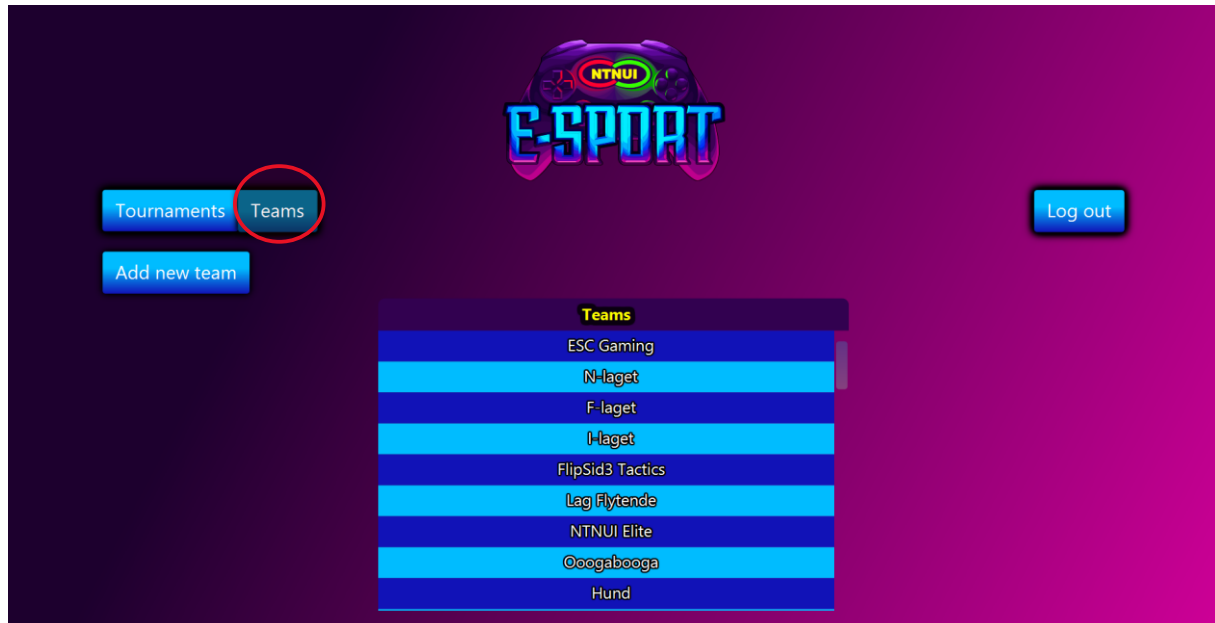 NTNUI
E-SPORT
Tournaments Teams Log out
Add new team
Teams
ESC Gaming
N-laget
F-laget
I-laget
FlipSid3 Tactics
Lag Flytende
NTNUI Elite
Ooogabooga
Hund